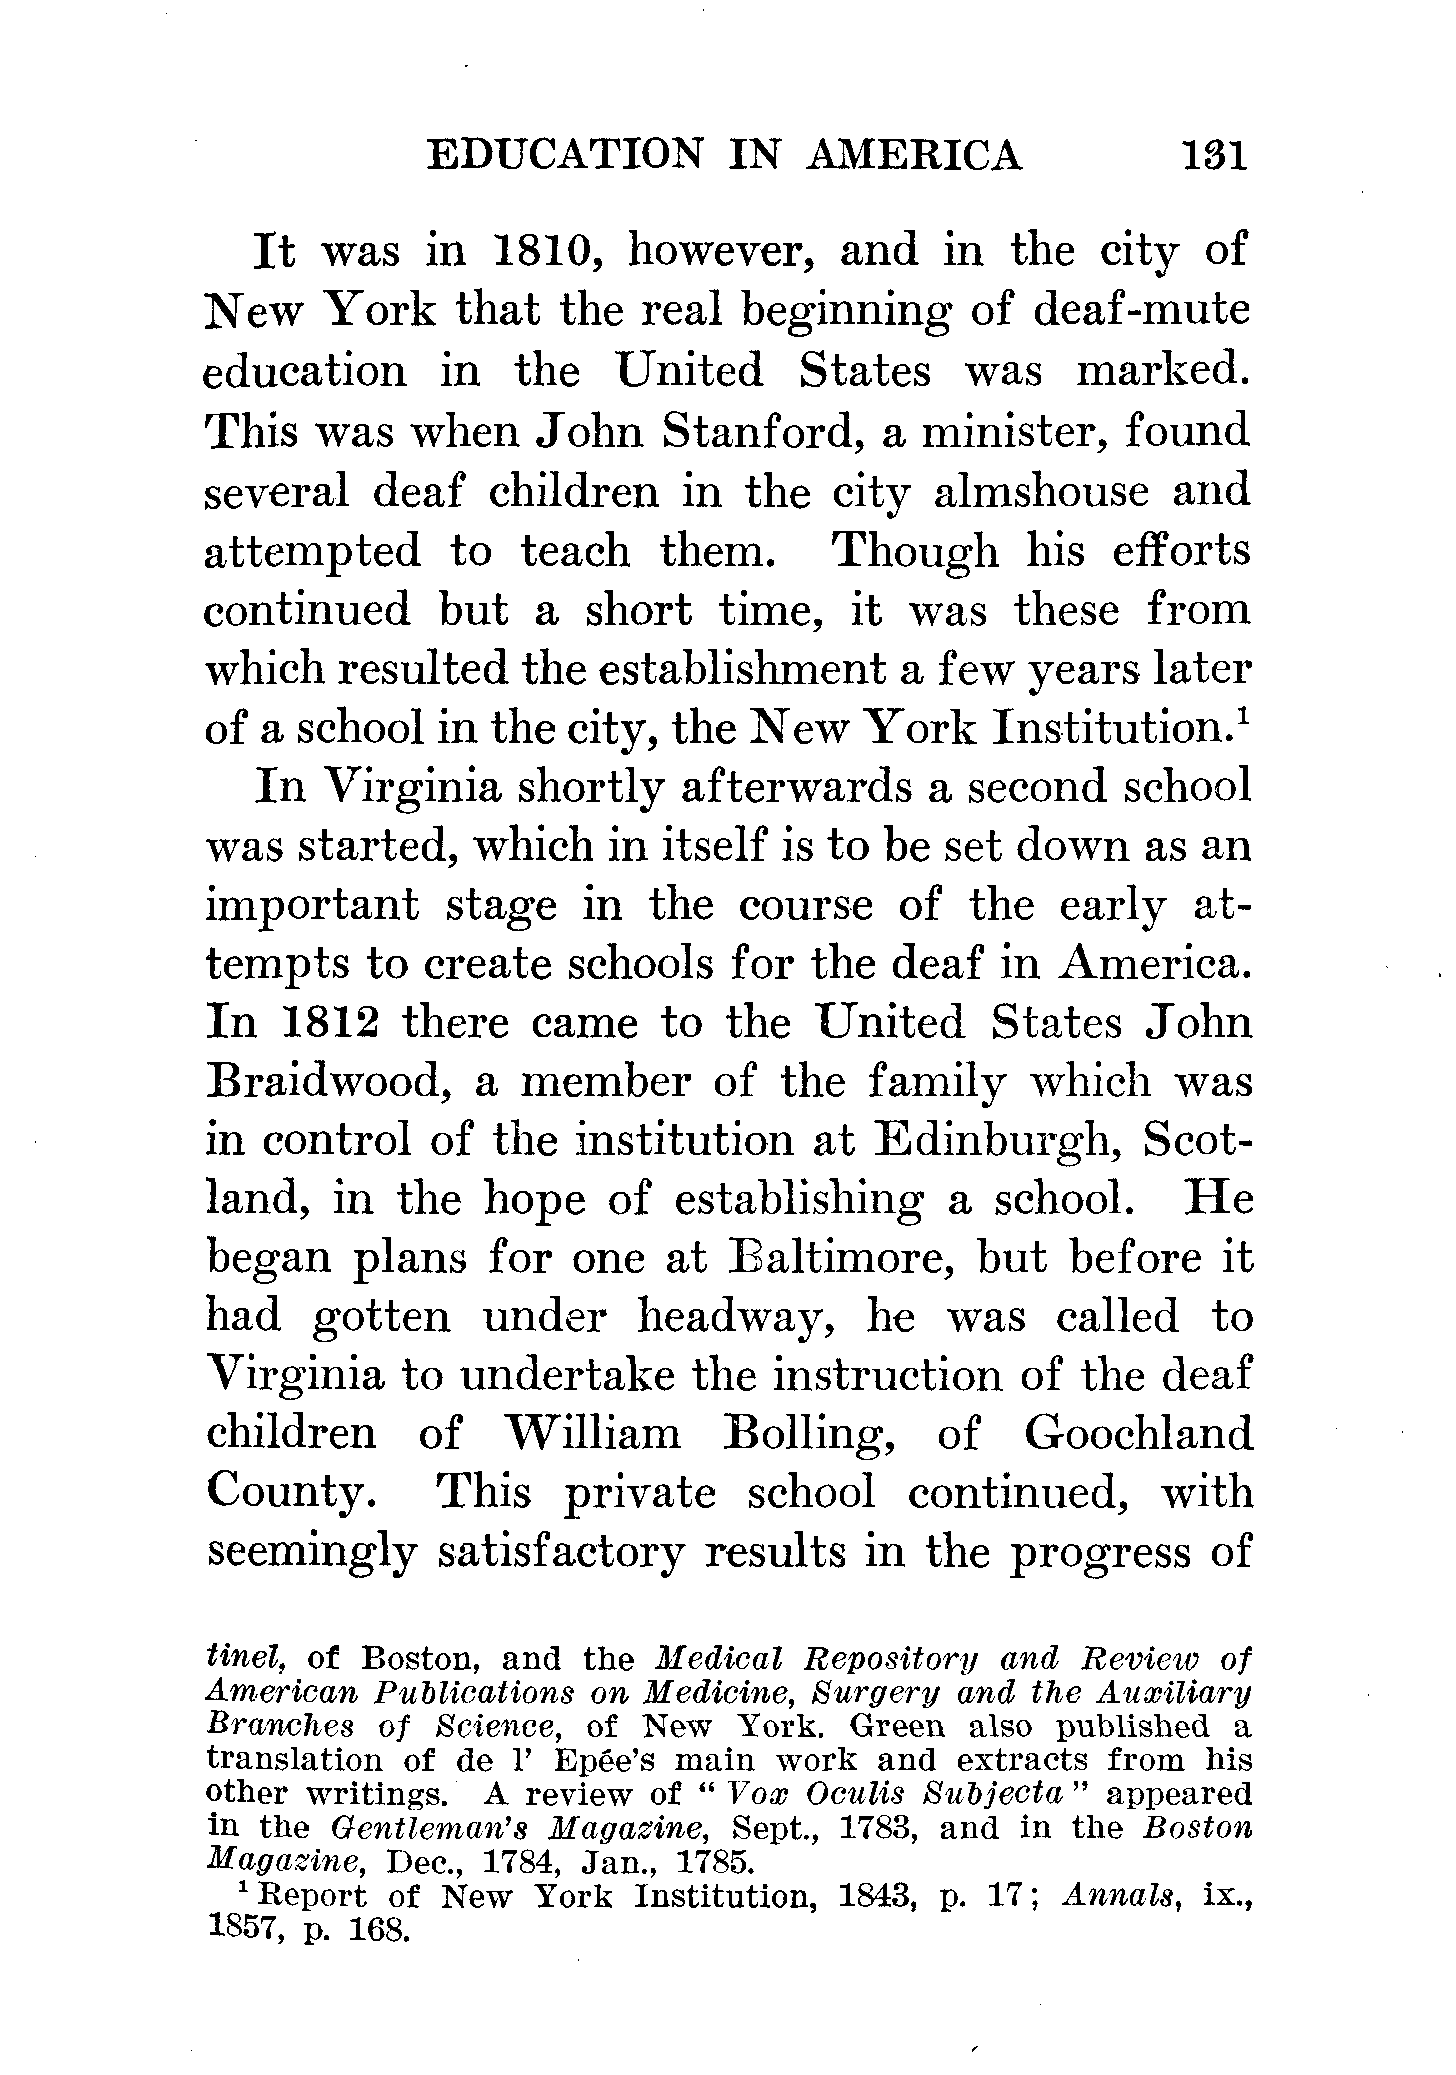 EDUCATION IN AMERICA 131
It was in 1810, however, and in the city of
New York that the real beginning of deaf-mute
education in the United States was marked.
This was when John Stanford, a minister, found
several deaf children in the city almshouse and
attempted to teach them. Though his efforts
continued but a short time, it was these from
which resulted the establishment a few years later
of a school in the city, the New York Institution.¹
In Virginia shortly afterwards a second school
was started, which in itself is to be set down as an
important stage in the course of the early at-
tempts to create schools for the deaf in America.
In 1812 there came to the United States John
Braidwood, a member of the family which was
in control of the institution at Edinburgh, Scot-
land, in the hope of establishing a school. He
began plans for one at Baltimore, but before it
had gotten under headway, he was called to
Virginia to undertake the instruction of the deaf
children of William Bolling, of Goochland
County. This private school continued, with
seemingly satisfactory results in the progress of
tinel, of Boston, and the Medical Repository and Review of
American Publications on Medicine, Surgery and the Auxiliary
Branches of Science, of New York. Green also published a
translation of de l' Epée's main work and extracts from his
other writings. A review of " Vox Oculis Subjecta " appeared
in the Gentleman's Magazine, Sept., 1783, and in the Boston
Magazine, Dec., 1784, Jan., 1785.
¹ Report of New York Institution, 1843, p. 17; Annals, ix.,
1857, p. 168.